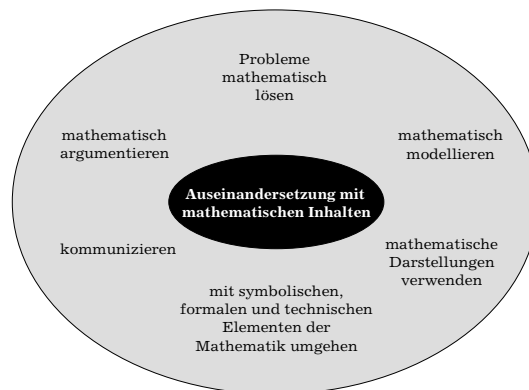 Probleme
mathematisch
lösen
mathematisch
argumentieren
mathematisch
modellieren
Auseinandersetzung mit
mathematischen Inhalten
kommunizieren
mathematische
Darstellungen
verwenden
mit symbolischen,
formalen und technischen
Elementen der
Mathematik umgehen